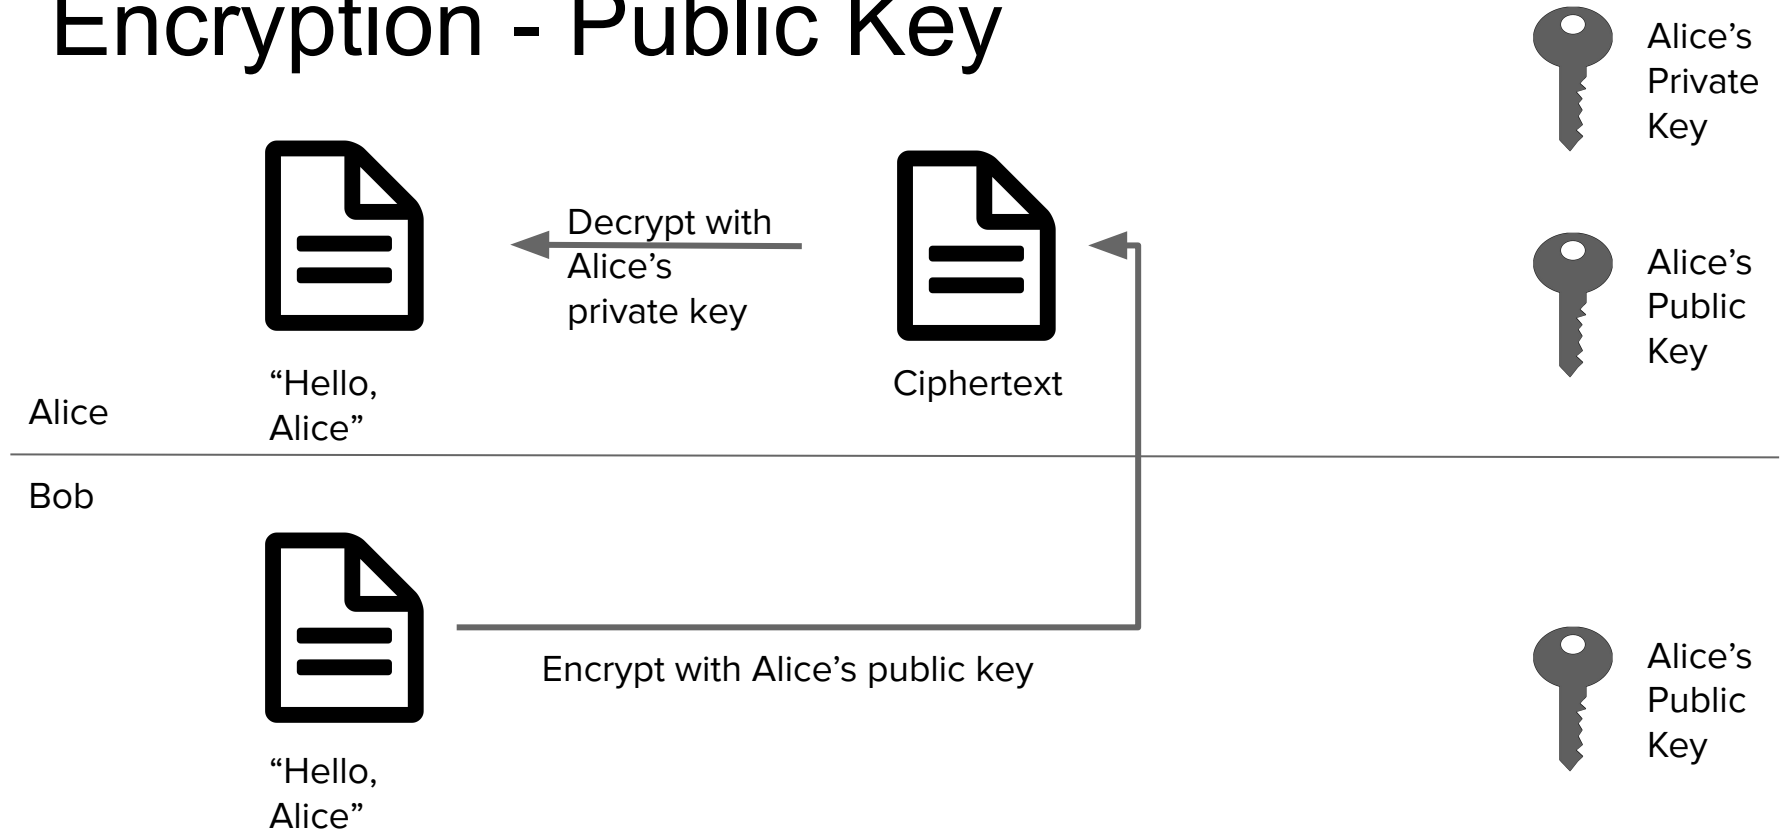 Encryption - Public Key
Alice’s
Private
Key
Decrypt with
Alice’s
private key
Alice’s
Public
Key
“Hello,
Alice”
Ciphertext
Alice
Bob
Encrypt with Alice’s public key
Alice’s
Public
Key
“Hello,
Alice”